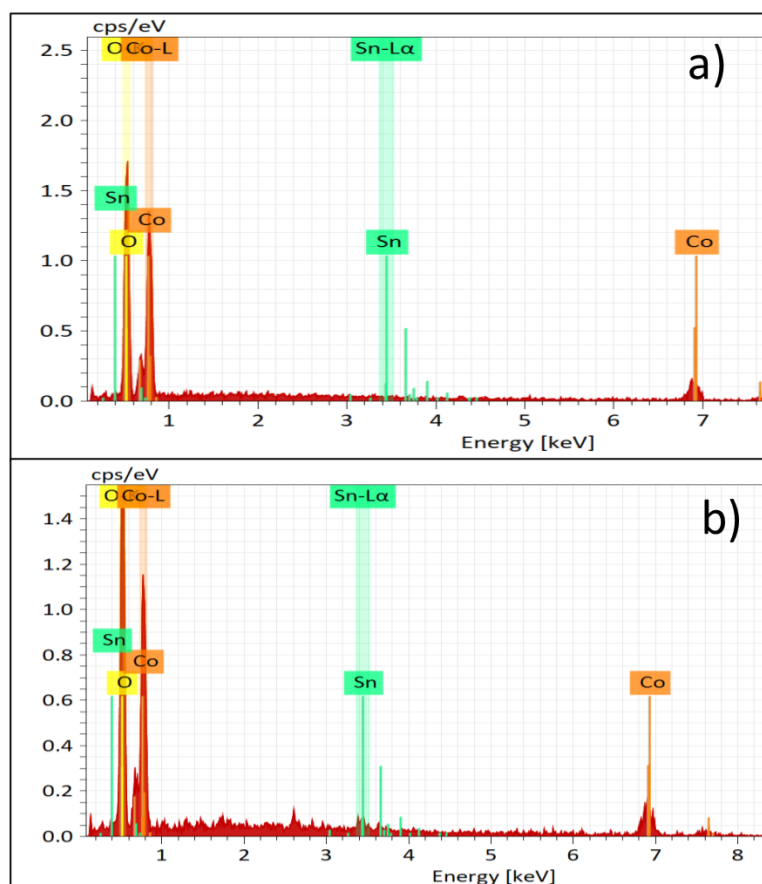 cps/eV
O Co-L Sn-Lα a)
2.5
2.0
1.5
Sn
Co
O Sn Co
1.0
0.5
0.0
1 2 3 4 5 6 7
Energy [keV]
cps/eV
O Co-L Sn-Lα b)
1.4
1.2
1.0
Sn
0.8
Co
O Sn Co
0.6
0.4
0.2
0.0
1 2 3 4 5 6 7 8
Energy [keV]